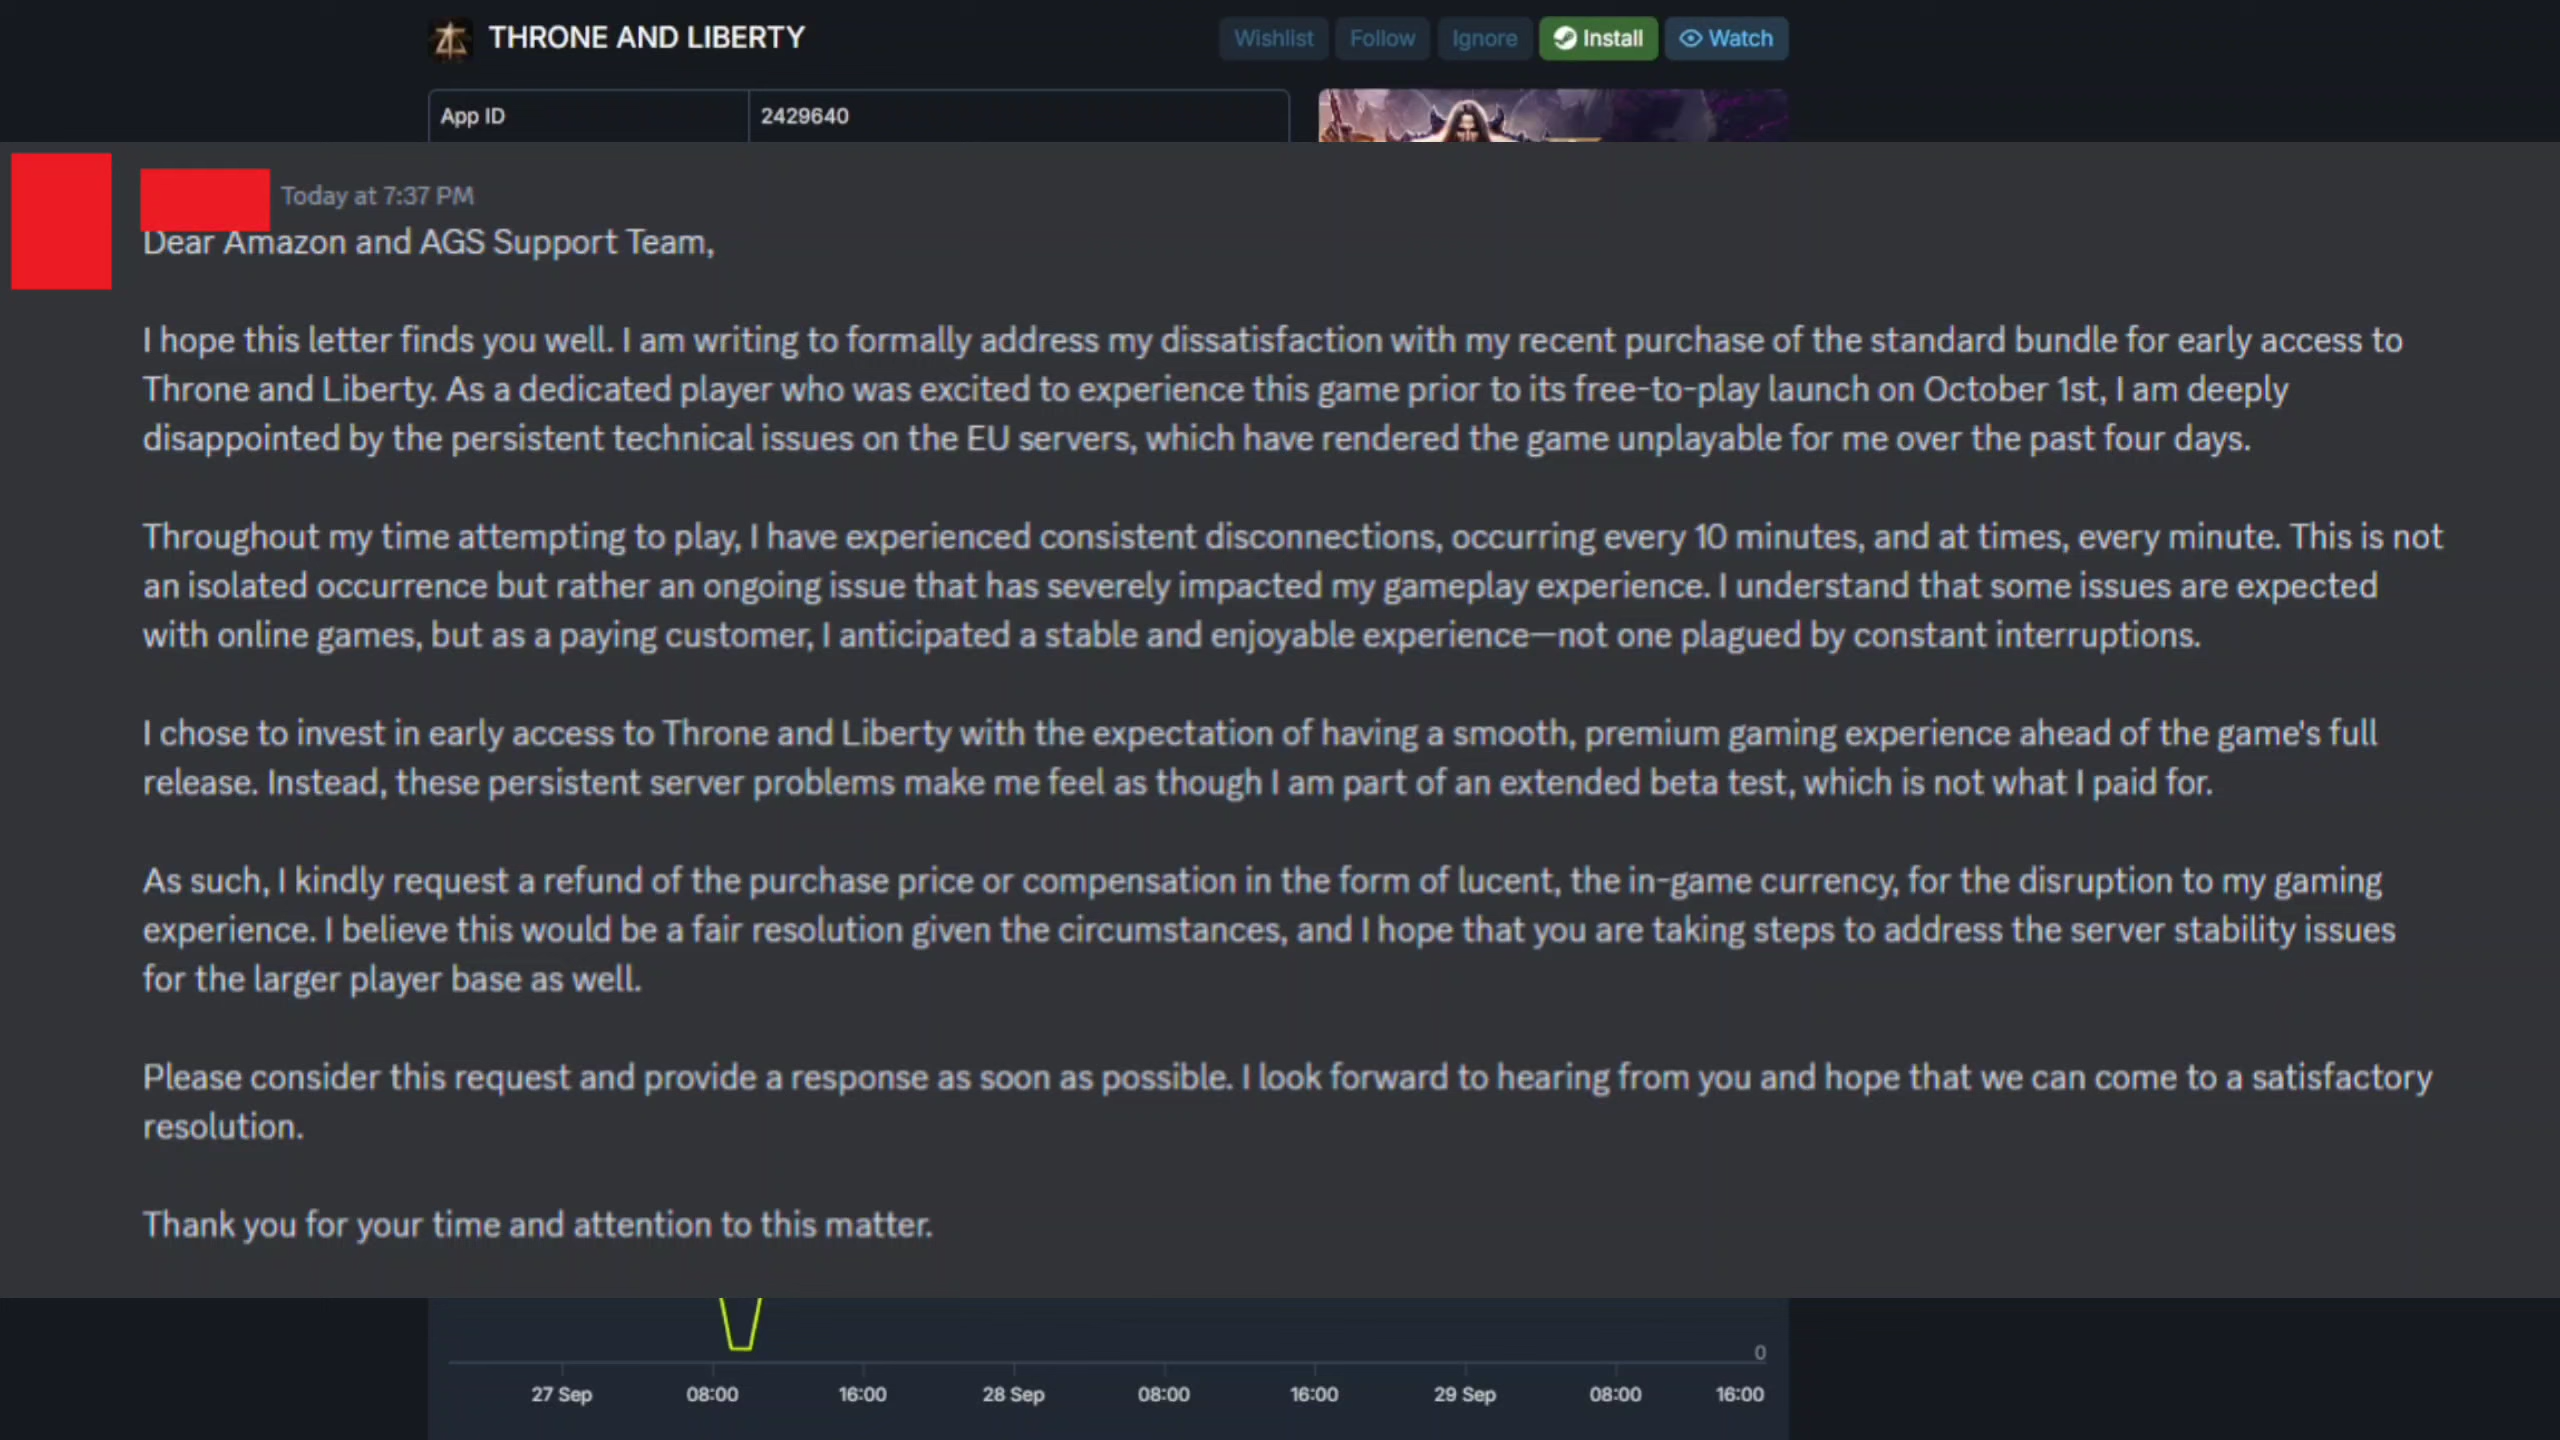 THRONE AND LIBERTY
Wishlist
Follow
Ignore
Install
Watch
App ID
2429640
Today at 7:37 PM
Dear Amazon and AGS Support Team,
I hope this letter finds you well. I am writing to formally address my dissatisfaction with my recent purchase of the standard bundle for early access to
Throne and Liberty. As a dedicated player who was excited to experience this game prior to its free-to-play launch on October 1st, I am deeply
disappointed by the persistent technical issues on the EU servers, which have rendered the game unplayable for me over the past four days.
Throughout my time attempting to play, I have experienced consistent disconnections, occurring every 10 minutes, and at times, every minute. This is not
an isolated occurrence but rather an ongoing issue that has severely impacted my gameplay experience. I understand that some issues are expected
with online games, but as a paying customer, I anticipated a stable and enjoyable experience—not one plagued by constant interruptions.
I chose to invest in early access to Throne and Liberty with the expectation of having a smooth, premium gaming experience ahead of the game's full
release. Instead, these persistent server problems make me feel as though I am part of an extended beta test, which is not what I paid for.
As such, I kindly request a refund of the purchase price or compensation in the form of lucent, the in-game currency, for the disruption to my gaming
experience. I believe this would be a fair resolution given the circumstances, and I hope that you are taking steps to address the server stability issues
for the larger player base as well.
Please consider this request and provide a response as soon as possible. I look forward to hearing from you and hope that we can come to a satisfactory
resolution.
Thank you for your time and attention to this matter.
0
27 Sep
08:00
16:00
28 Sep
08:00
16:00
29 Sep
08:00
16:00